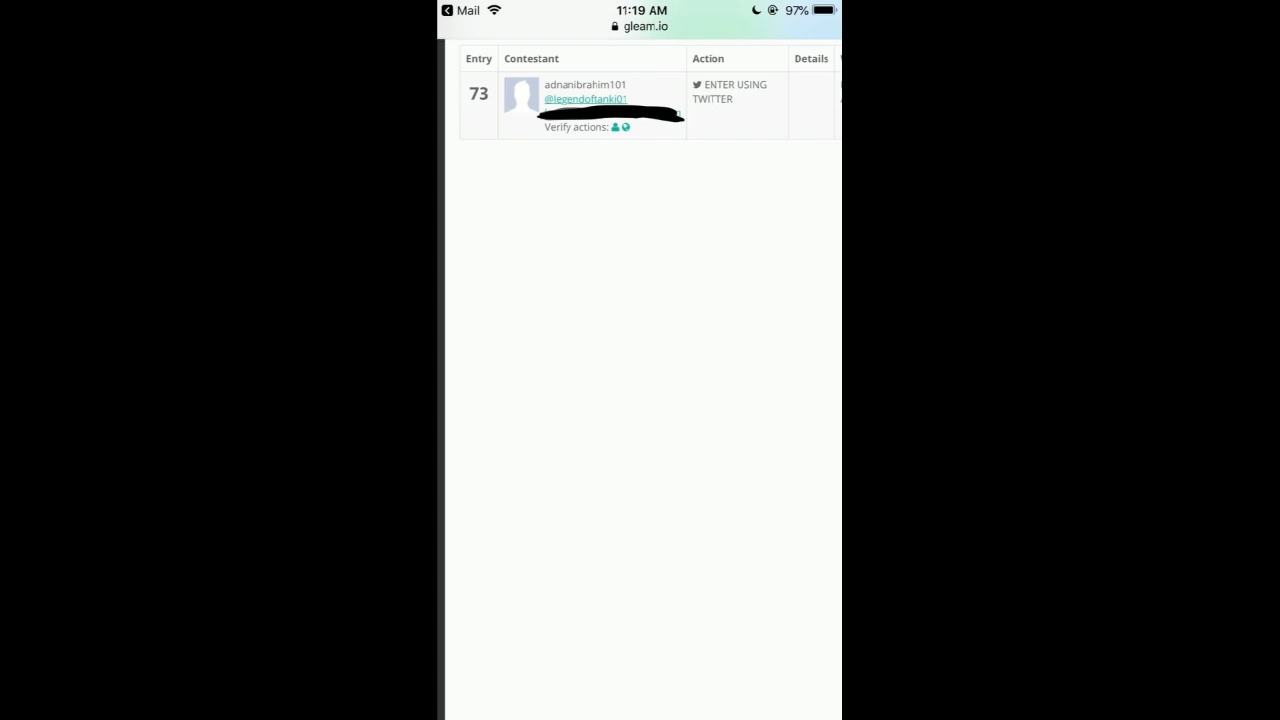 Mail 11:19 AM 97%
gleam.io
Entry Contestant Action Details
73
adnanibrahim101
@legendoftanki01
Verify actions:
ENTER USING
TWITTER